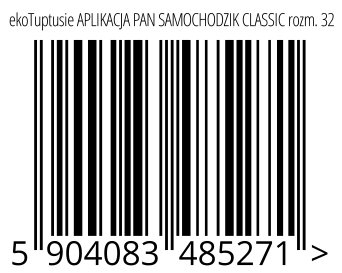 ekoTuptusie APLIKACJA PAN SAMOCHODZIK CLASSIC rozm. 32
5 904083 485271 >